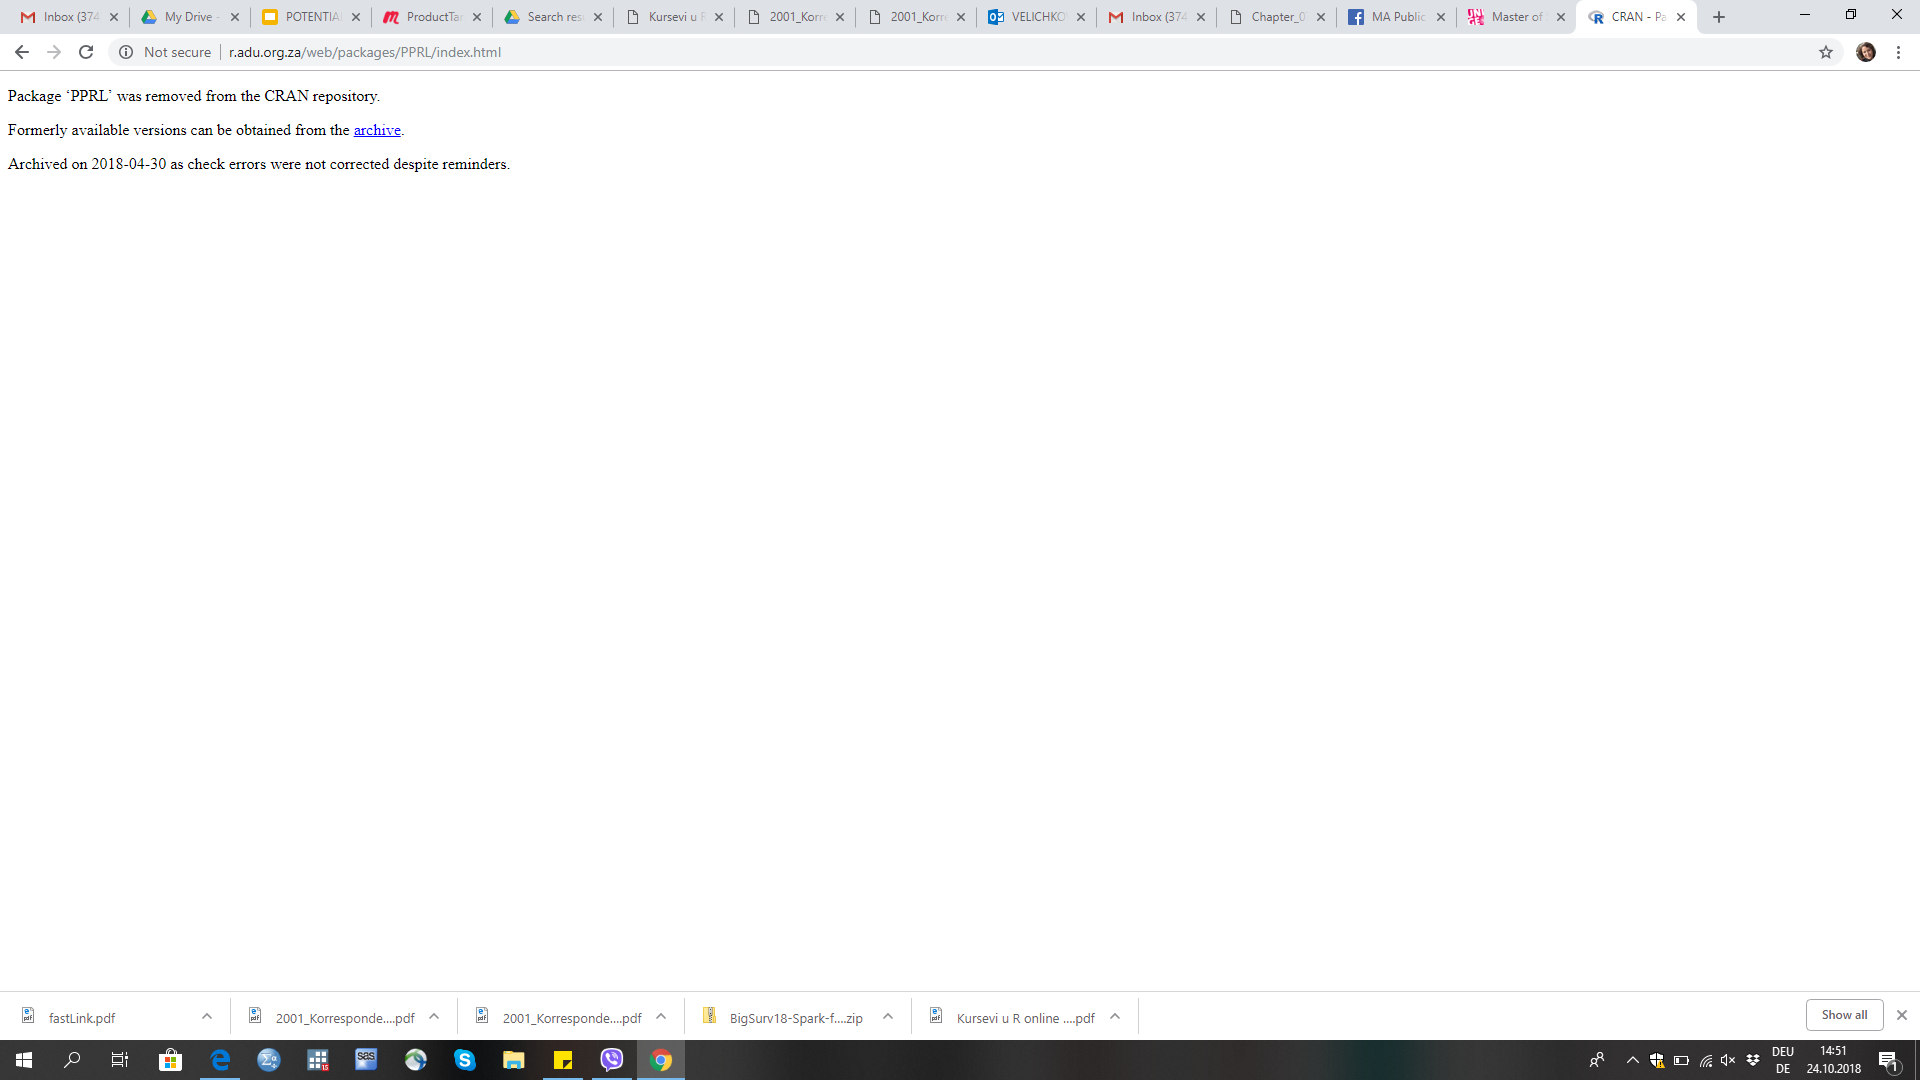 Inbox (374
My Drive -
POTENTIA
ProductTa
Search res
Kursevi u R
2001_Korre
2001_Korre
VELICHKO
Inbox (374
Chapter_0
MA Public
Master of
CRAN - Pa
Not secure
r.adu.org.za/web/packages/PPRL/index.html
Package ‘PPRL’ was removed from the CRAN repository.
Formerly available versions can be obtained from the archive.
Archived on 2018-04-30 as check errors were not corrected despite reminders.
fastLink.pdf
2001_Korresponde....pdf
2001_Korresponde....pdf
BigSurv18-Spark-f....zip
Kursevi u R online ....pdf
Show all
sas
DEU
DE
14:51
24.10.2018
1